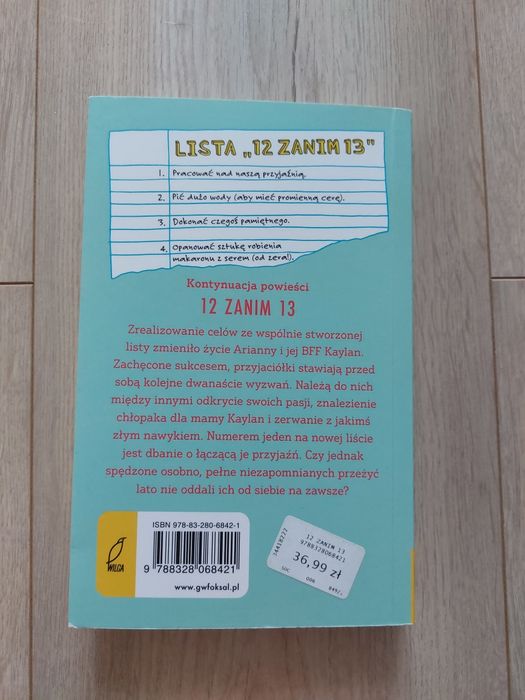 LISTA „12 ZANIM 13”
1. Pracować nad naszą przyjaźnią.
2. Pić dużo wody (aby mieć promienną cerę).
3. Dokonać czegoś pamiętnego.
4. Opanować sztukę robienia
makaronu z serem (od zera!).
Kontynuacja powieści
12 ZANIM 13
Zrealizowanie celów ze wspólnie stworzonej
listy zmieniło życie Arianny i jej BFF Kaylan.
Zachęcone sukcesem, przyjaciółki stawiają przed
sobą kolejne dwanaście wyzwań. Należą do nich
między innymi odkrycie swoich pasji, znalezienie
chłopaka dla mamy Kaylan i zerwanie z jakimś
złym nawykiem. Numerem jeden na nowej liście
jest dbanie o łączącą je przyjaźń. Czy jednak
spędzone osobno, pełne niezapomnianych przeżyć
lato nie oddali ich od siebie na zawsze?
WILGA
ISBN 978-83-280-6842-1
9 788328 068421
www.gwfoksal.pl
12 ZANIM 13
9788328068421
36,99 zł
SOC 006 849/.